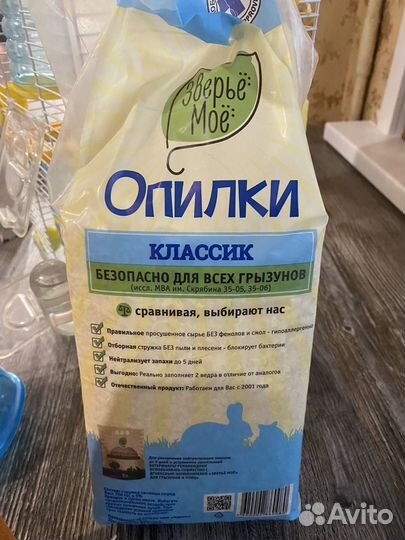 Зверьё
Моё
Опилки
КЛАССИК
БЕЗОПАСНО ДЛЯ ВСЕХ ГРЫЗУНОВ
(иссл. МВА им. Скрябина 35-05, 35-06)
сравнивая, выбирают нас
Правильное просушенное сырье БЕЗ фенолов и смол - гипоаллергенно
Отборная стружка БЕЗ пыли и плесени - блокирует бактерии
Нейтрализует запахи до 5 дней
Выгодно: Реально заполняет 2 ведра в отличие от аналогов
Отечественный продукт: Работаем для Вас с 2001 года
Avito